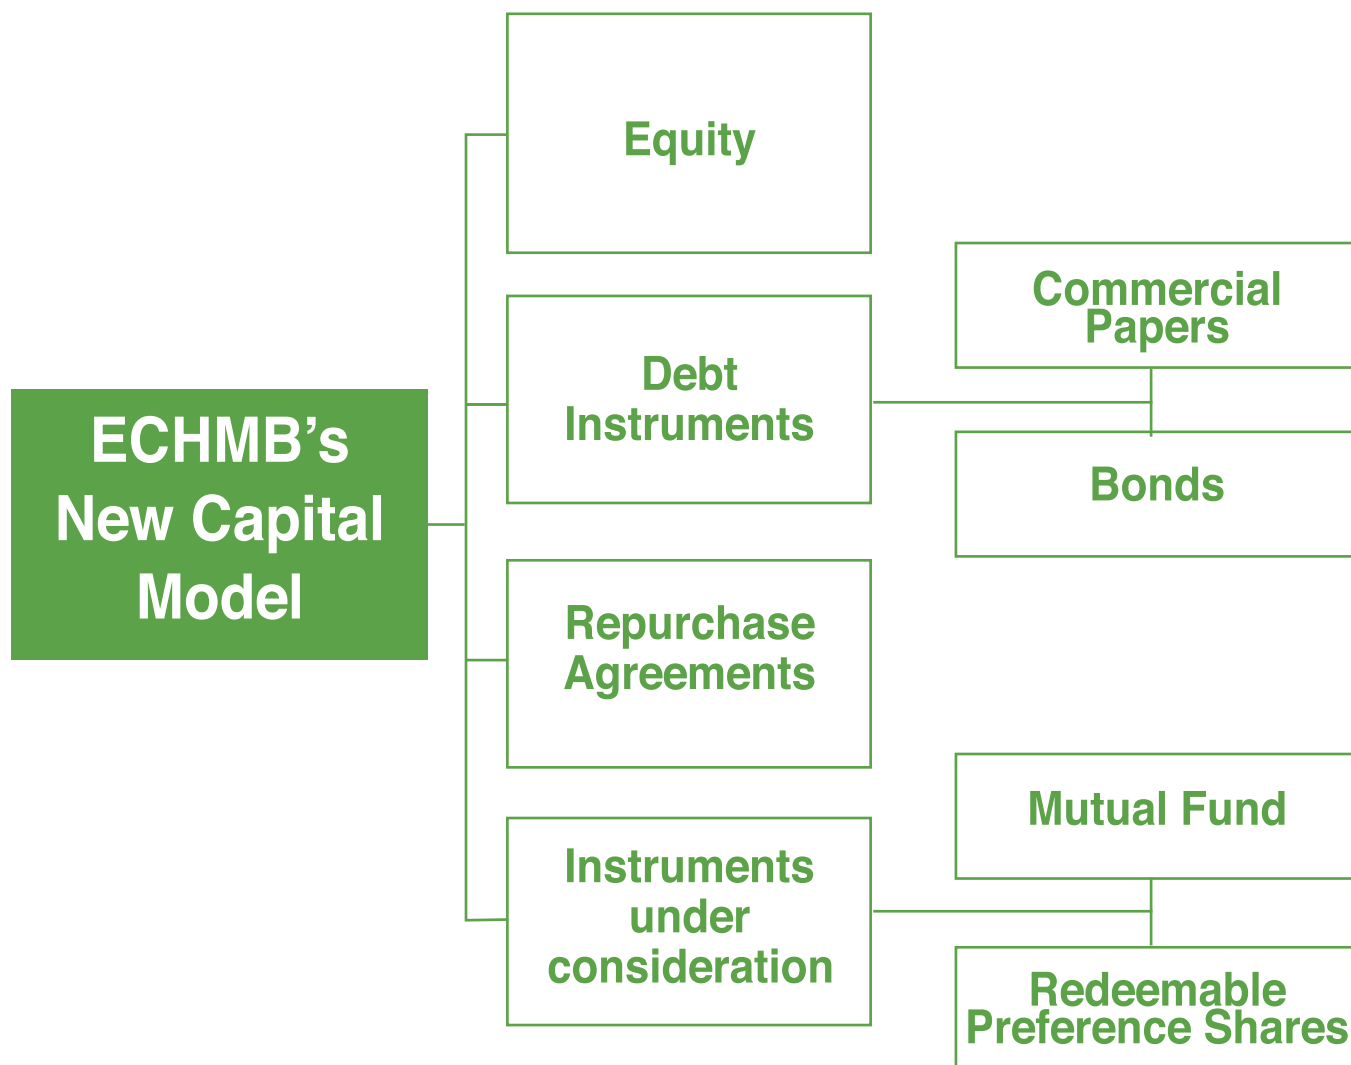 ECHMB’s
New Capital
Model
Equity
Debt
Instruments
Commercial
Papers
Bonds
Repurchase
Agreements
Instruments
under
consideration
Mutual Fund
Redeemable
Preference Shares